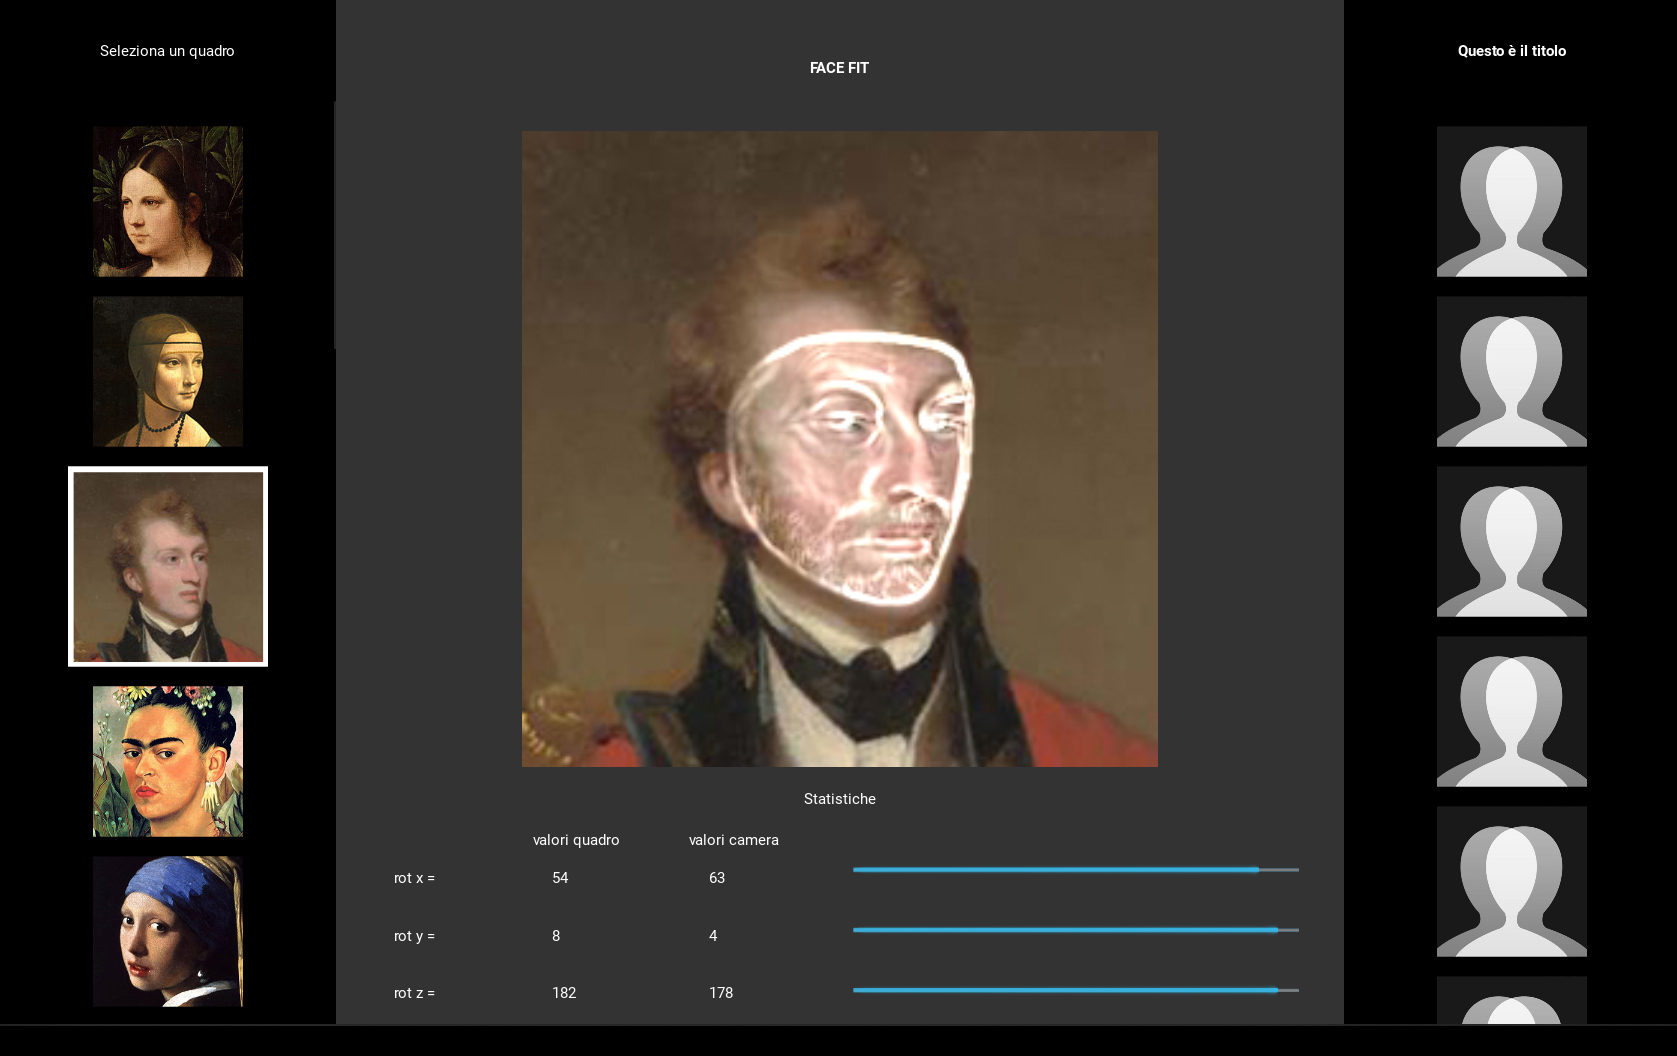 Seleziona un quadro
FACE FIT
Questo è il titolo
Statistiche
valori quadro valori camera
rot x = 54 63
rot y = 8 4
rot z = 182 178